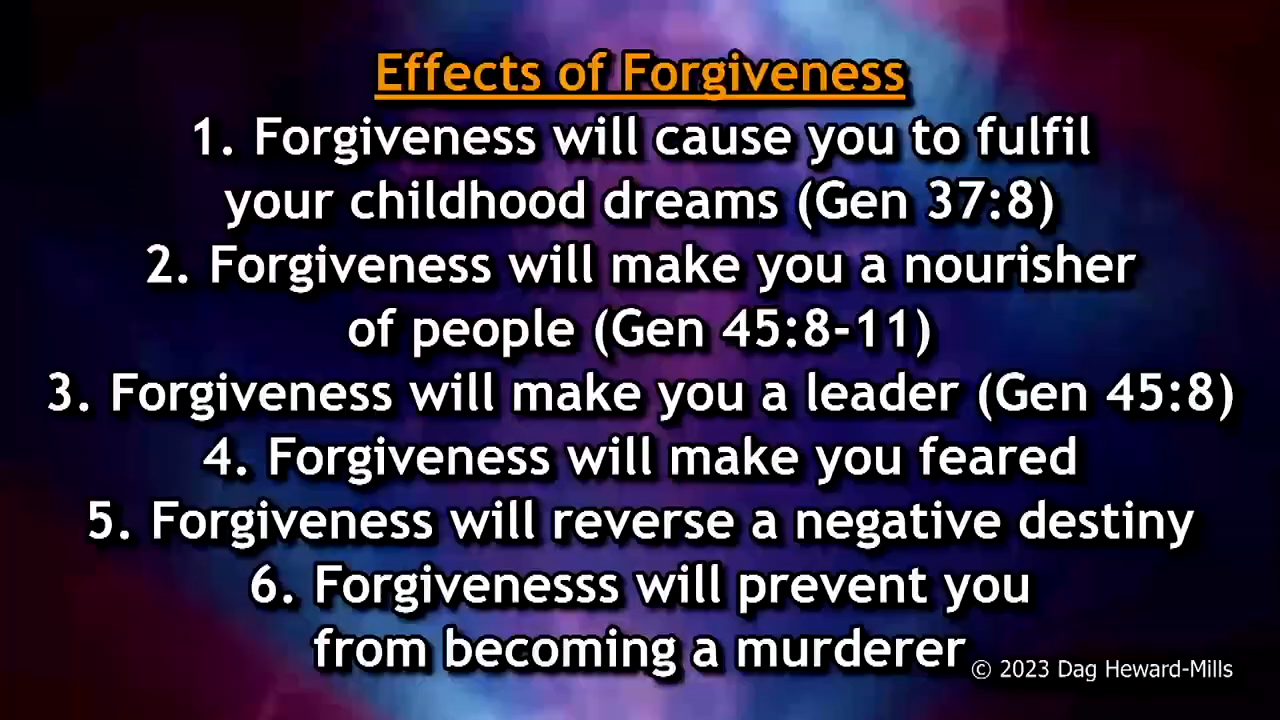 Effects of Forgiveness
1. Forgiveness will cause you to fulfil
your childhood dreams (Gen 37:8)
2. Forgiveness will make you a nourisher
of people (Gen 45:8-11)
3. Forgiveness will make you a leader (Gen 45:8)
4. Forgiveness will make you feared
5. Forgiveness will reverse a negative destiny
6. Forgivenesss will prevent you
from becoming a murderer
© 2023 Dag Heward-Mills